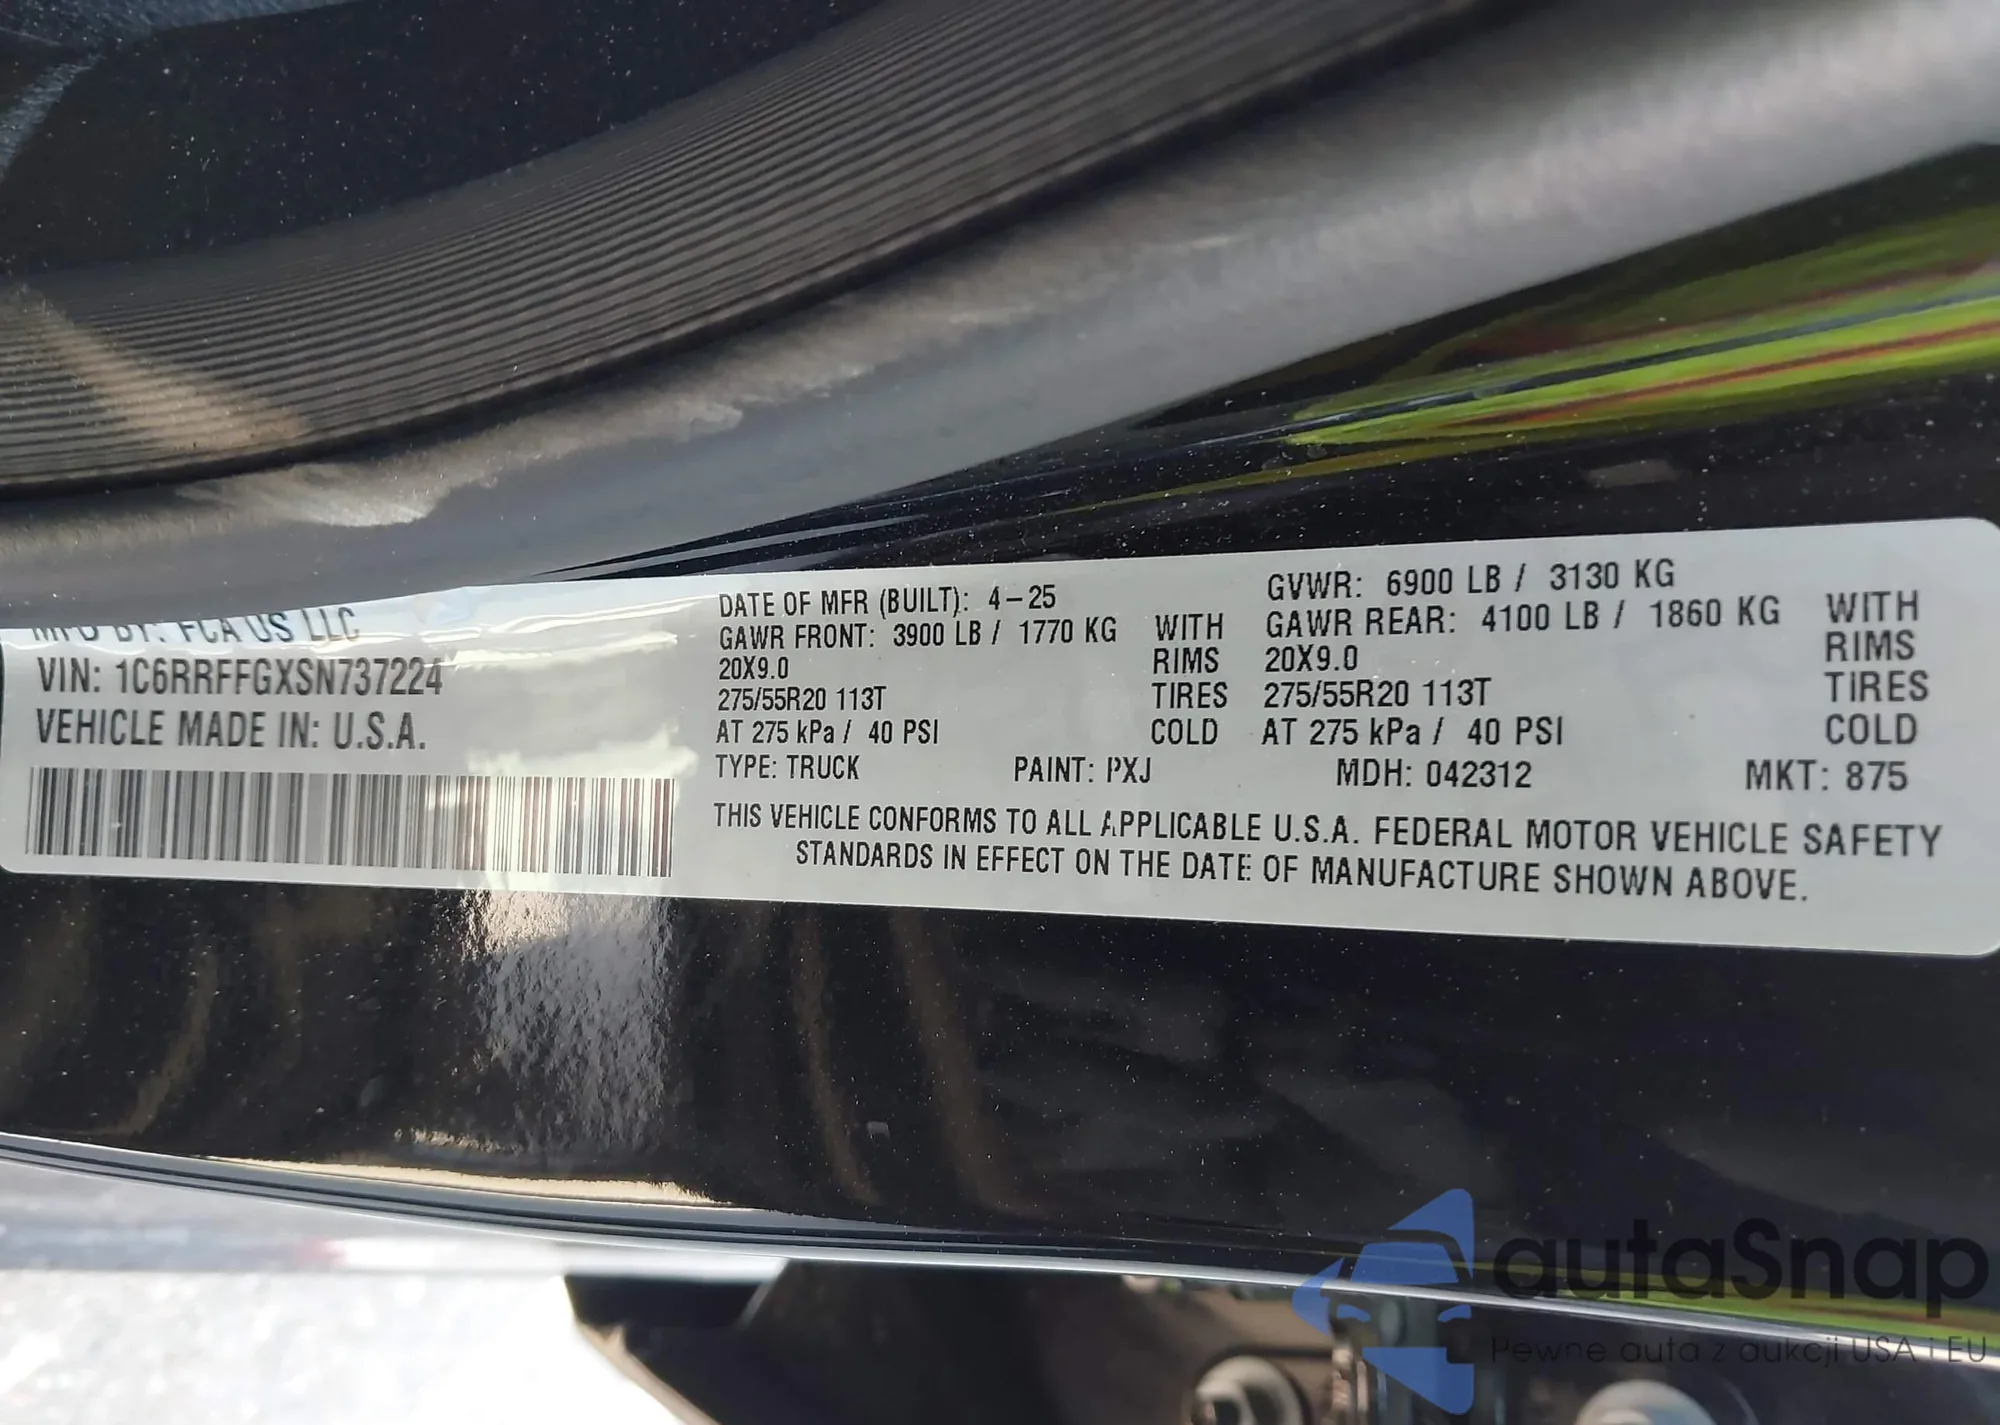 MFD BY: FCA US LLC
VIN: 1C6RRFFGXSN737224
VEHICLE MADE IN: U.S.A.
DATE OF MFR (BUILT): 4-25
GAWR FRONT: 3900 LB / 1770 KG WITH
20X9.0 RIMS
275/55R20 113T TIRES
AT 275 kPa / 40 PSI COLD
GVWR: 6900 LB / 3130 KG
GAWR REAR: 4100 LB / 1860 KG WITH
20X9.0 RIMS
275/55R20 113T TIRES
AT 275 kPa / 40 PSI COLD
TYPE: TRUCK PAINT: PXJ MDH: 042312 MKT: 875
THIS VEHICLE CONFORMS TO ALL APPLICABLE U.S.A. FEDERAL MOTOR VEHICLE SAFETY
STANDARDS IN EFFECT ON THE DATE OF MANUFACTURE SHOWN ABOVE.
autaSnap
Pewne auta z aukcji USA i EU